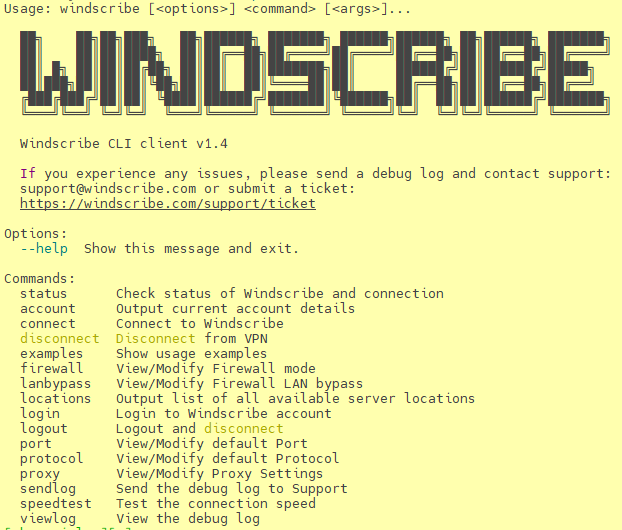 Usage: windscribe [<options>] <command> [<args>]...
WINDSCRIBE
Windscribe CLI client v1.4
If you experience any issues, please send a debug log and contact support:
support@windscribe.com or submit a ticket:
https://windscribe.com/support/ticket
Options:
--help  Show this message and exit.
Commands:
status      Check status of Windscribe and connection
account     Output current account details
connect     Connect to Windscribe
disconnect  Disconnect from VPN
examples    Show usage examples
firewall    View/Modify Firewall mode
lanbypass   View/Modify Firewall LAN bypass
locations   Output list of all available server locations
login       Login to Windscribe account
logout      Logout and disconnect
port        View/Modify default Port
protocol    View/Modify default Protocol
proxy       View/Modify Proxy Settings
sendlog     Send the debug log to Support
speedtest   Test the connection speed
viewlog     View the debug log